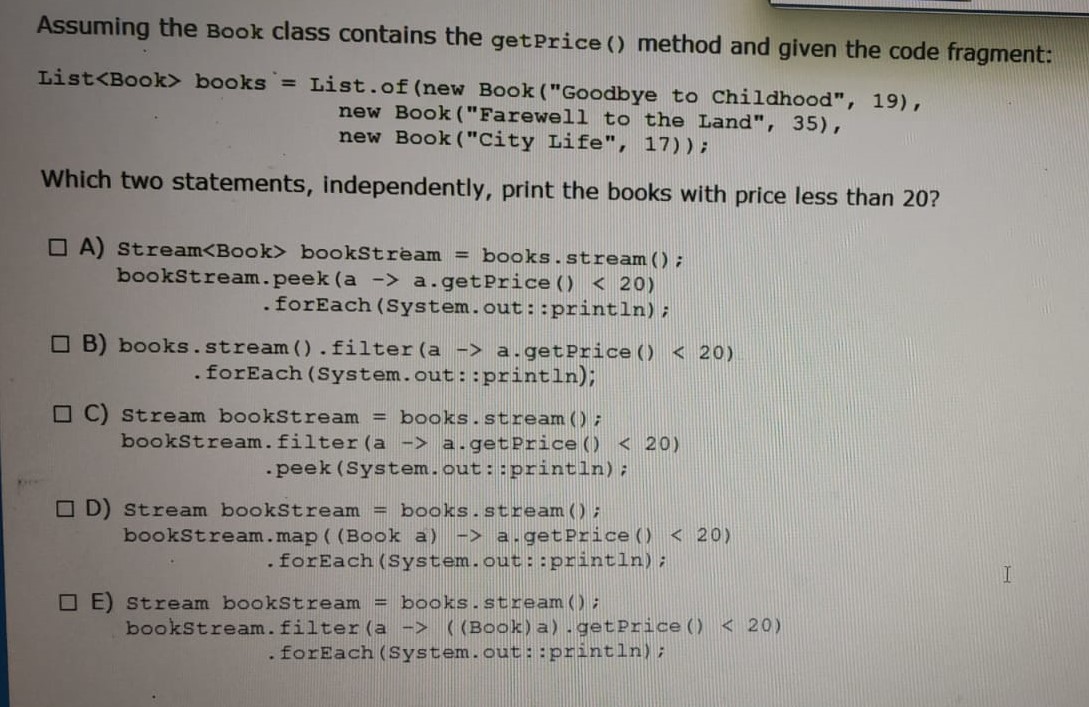 Assuming the Book class contains the getPrice() method and given the code fragment:
List<Book> books = List.of(new Book("Goodbye to Childhood", 19),
new Book("Farewell to the Land", 35),
new Book("City Life", 17));
Which two statements, independently, print the books with price less than 20?
A) Stream<Book> bookStream = books.stream();
bookStream.peek(a -> a.getPrice() < 20)
.forEach(System.out::println);
B) books.stream().filter(a -> a.getPrice() < 20)
.forEach(System.out::println);
C) Stream bookStream = books.stream();
bookStream.filter(a -> a.getPrice() < 20)
.peek(System.out::println);
D) Stream bookStream = books.stream();
bookStream.map((Book a) -> a.getPrice() < 20)
.forEach(System.out::println);
E) Stream bookStream = books.stream();
bookStream.filter(a -> ((Book)a).getPrice() < 20)
.forEach(System.out::println);